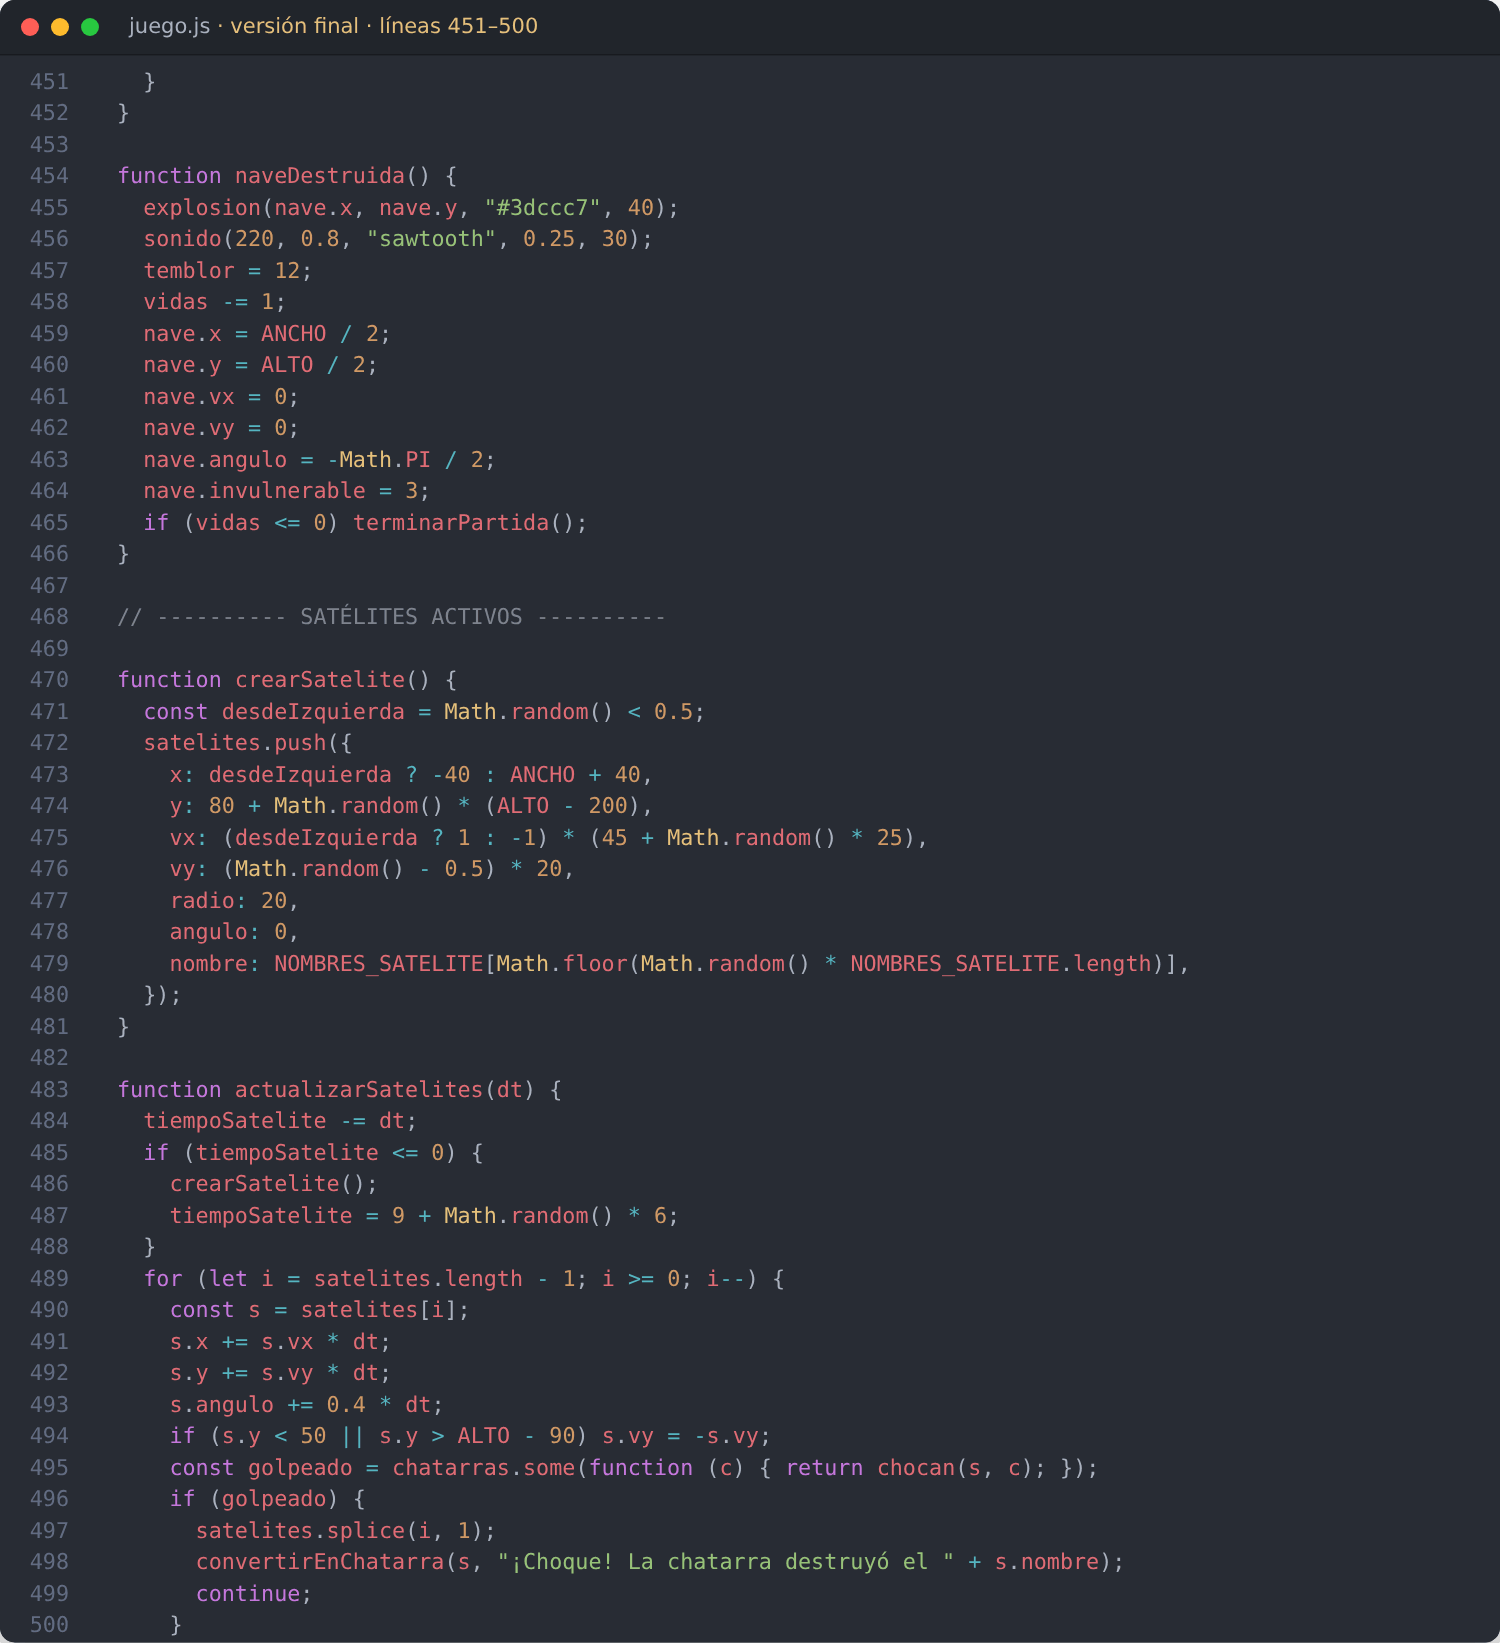 juego.js · versión final · líneas 451–500
451     }
452   }
453
454   function naveDestruida() {
455     explosion(nave.x, nave.y, "#3dccc7", 40);
456     sonido(220, 0.8, "sawtooth", 0.25, 30);
457     temblor = 12;
458     vidas -= 1;
459     nave.x = ANCHO / 2;
460     nave.y = ALTO / 2;
461     nave.vx = 0;
462     nave.vy = 0;
463     nave.angulo = -Math.PI / 2;
464     nave.invulnerable = 3;
465     if (vidas <= 0) terminarPartida();
466   }
467
468   // ---------- SATÉLITES ACTIVOS ----------
469
470   function crearSatelite() {
471     const desdeIzquierda = Math.random() < 0.5;
472     satelites.push({
473       x: desdeIzquierda ? -40 : ANCHO + 40,
474       y: 80 + Math.random() * (ALTO - 200),
475       vx: (desdeIzquierda ? 1 : -1) * (45 + Math.random() * 25),
476       vy: (Math.random() - 0.5) * 20,
477       radio: 20,
478       angulo: 0,
479       nombre: NOMBRES_SATELITE[Math.floor(Math.random() * NOMBRES_SATELITE.length)],
480     });
481   }
482
483   function actualizarSatelites(dt) {
484     tiempoSatelite -= dt;
485     if (tiempoSatelite <= 0) {
486       crearSatelite();
487       tiempoSatelite = 9 + Math.random() * 6;
488     }
489     for (let i = satelites.length - 1; i >= 0; i--) {
490       const s = satelites[i];
491       s.x += s.vx * dt;
492       s.y += s.vy * dt;
493       s.angulo += 0.4 * dt;
494       if (s.y < 50 || s.y > ALTO - 90) s.vy = -s.vy;
495       const golpeado = chatarras.some(function (c) { return chocan(s, c); });
496       if (golpeado) {
497         satelites.splice(i, 1);
498         convertirEnChatarra(s, "¡Choque! La chatarra destruyó el " + s.nombre);
499         continue;
500       }